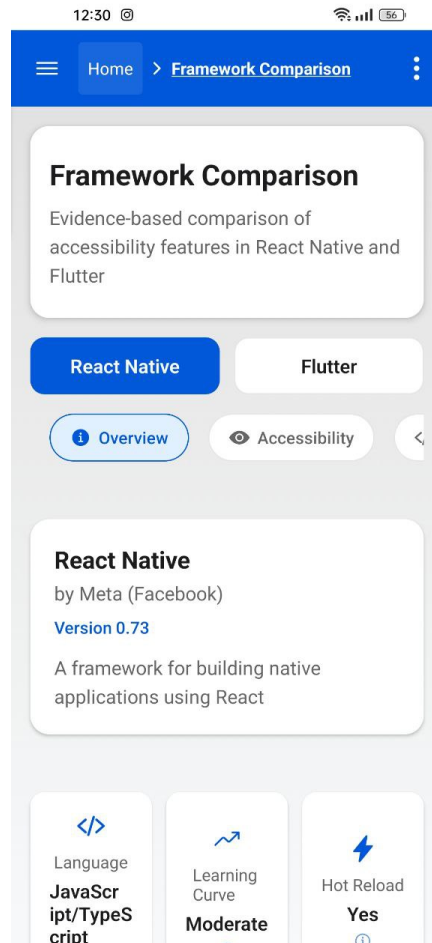 12:30
56
Home > Framework Comparison
Framework Comparison
Evidence-based comparison of
accessibility features in React Native and
Flutter
React Native
Flutter
Overview
Accessibility
React Native
by Meta (Facebook)
Version 0.73
A framework for building native
applications using React
</>
Language
JavaScr
ipt/TypeS
cript
Learning
Curve
Moderate
Hot Reload
Yes